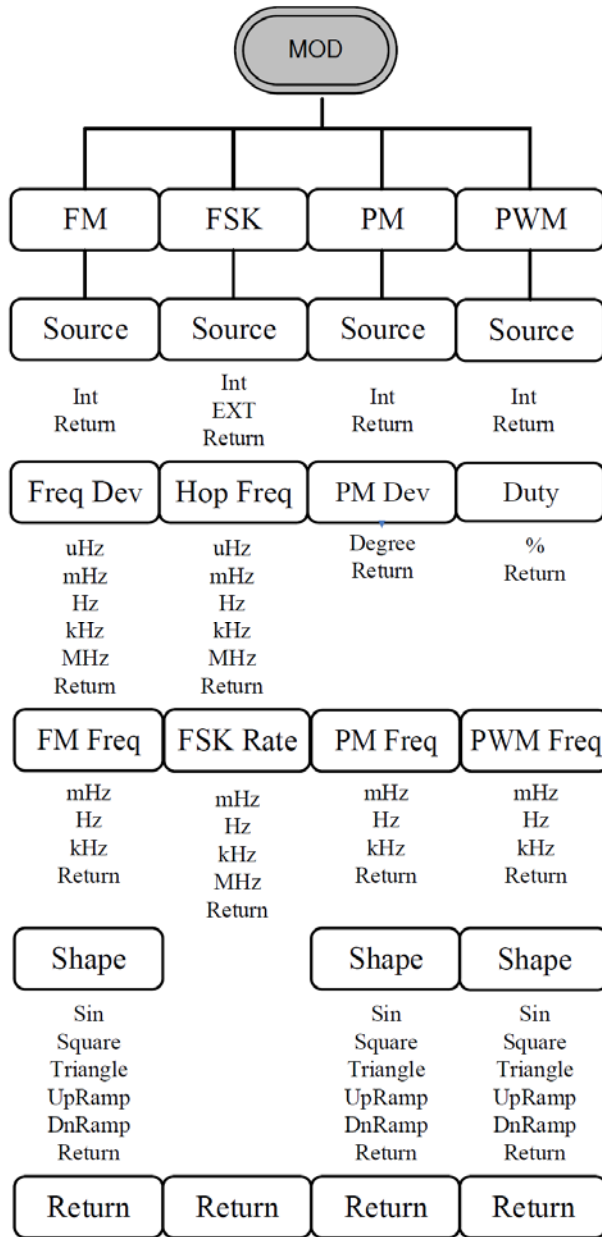 MOD
FM FSK PM PWM
Source Source Source Source
Int Int Int Int
Return EXT Return Return
Return
Freq Dev Hop Freq PM Dev Duty
uHz uHz Degree %
mHz mHz Return Return
Hz Hz
kHz kHz
MHz MHz
Return Return
FM Freq FSK Rate PM Freq PWM Freq
mHz mHz mHz mHz
Hz Hz Hz Hz
kHz kHz kHz kHz
Return MHz Return Return
Return
Shape Shape Shape
Sin Sin Sin
Square Square Square
Triangle Triangle Triangle
UpRamp UpRamp UpRamp
DnRamp DnRamp DnRamp
Return Return Return
Return Return Return Return